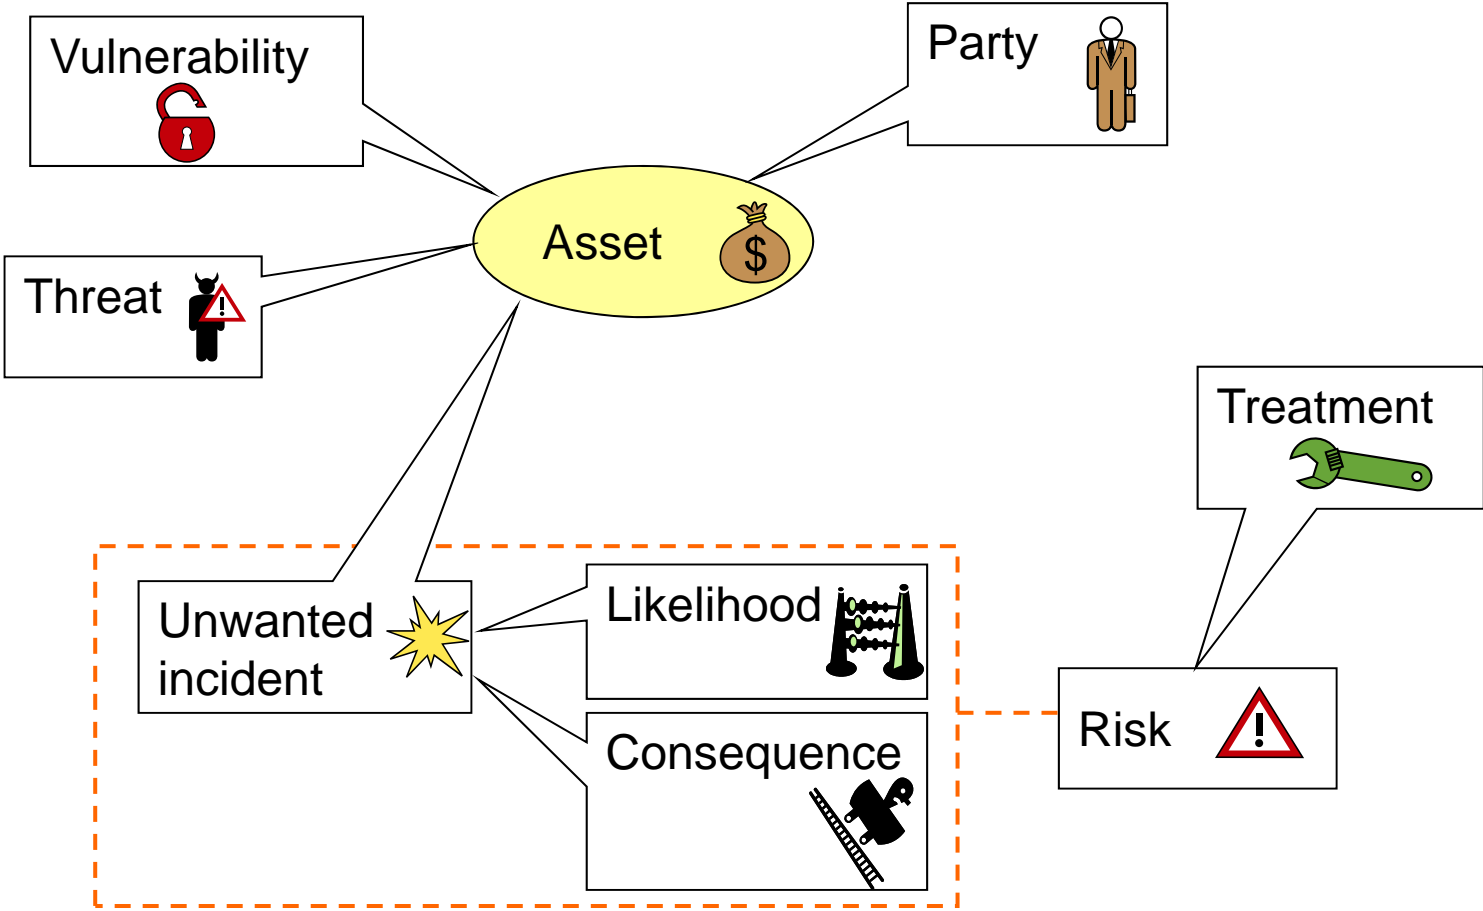 Vulnerability
Party
Asset
$
Threat
!
Treatment
Unwanted
incident
Likelihood
Consequence
Risk
!